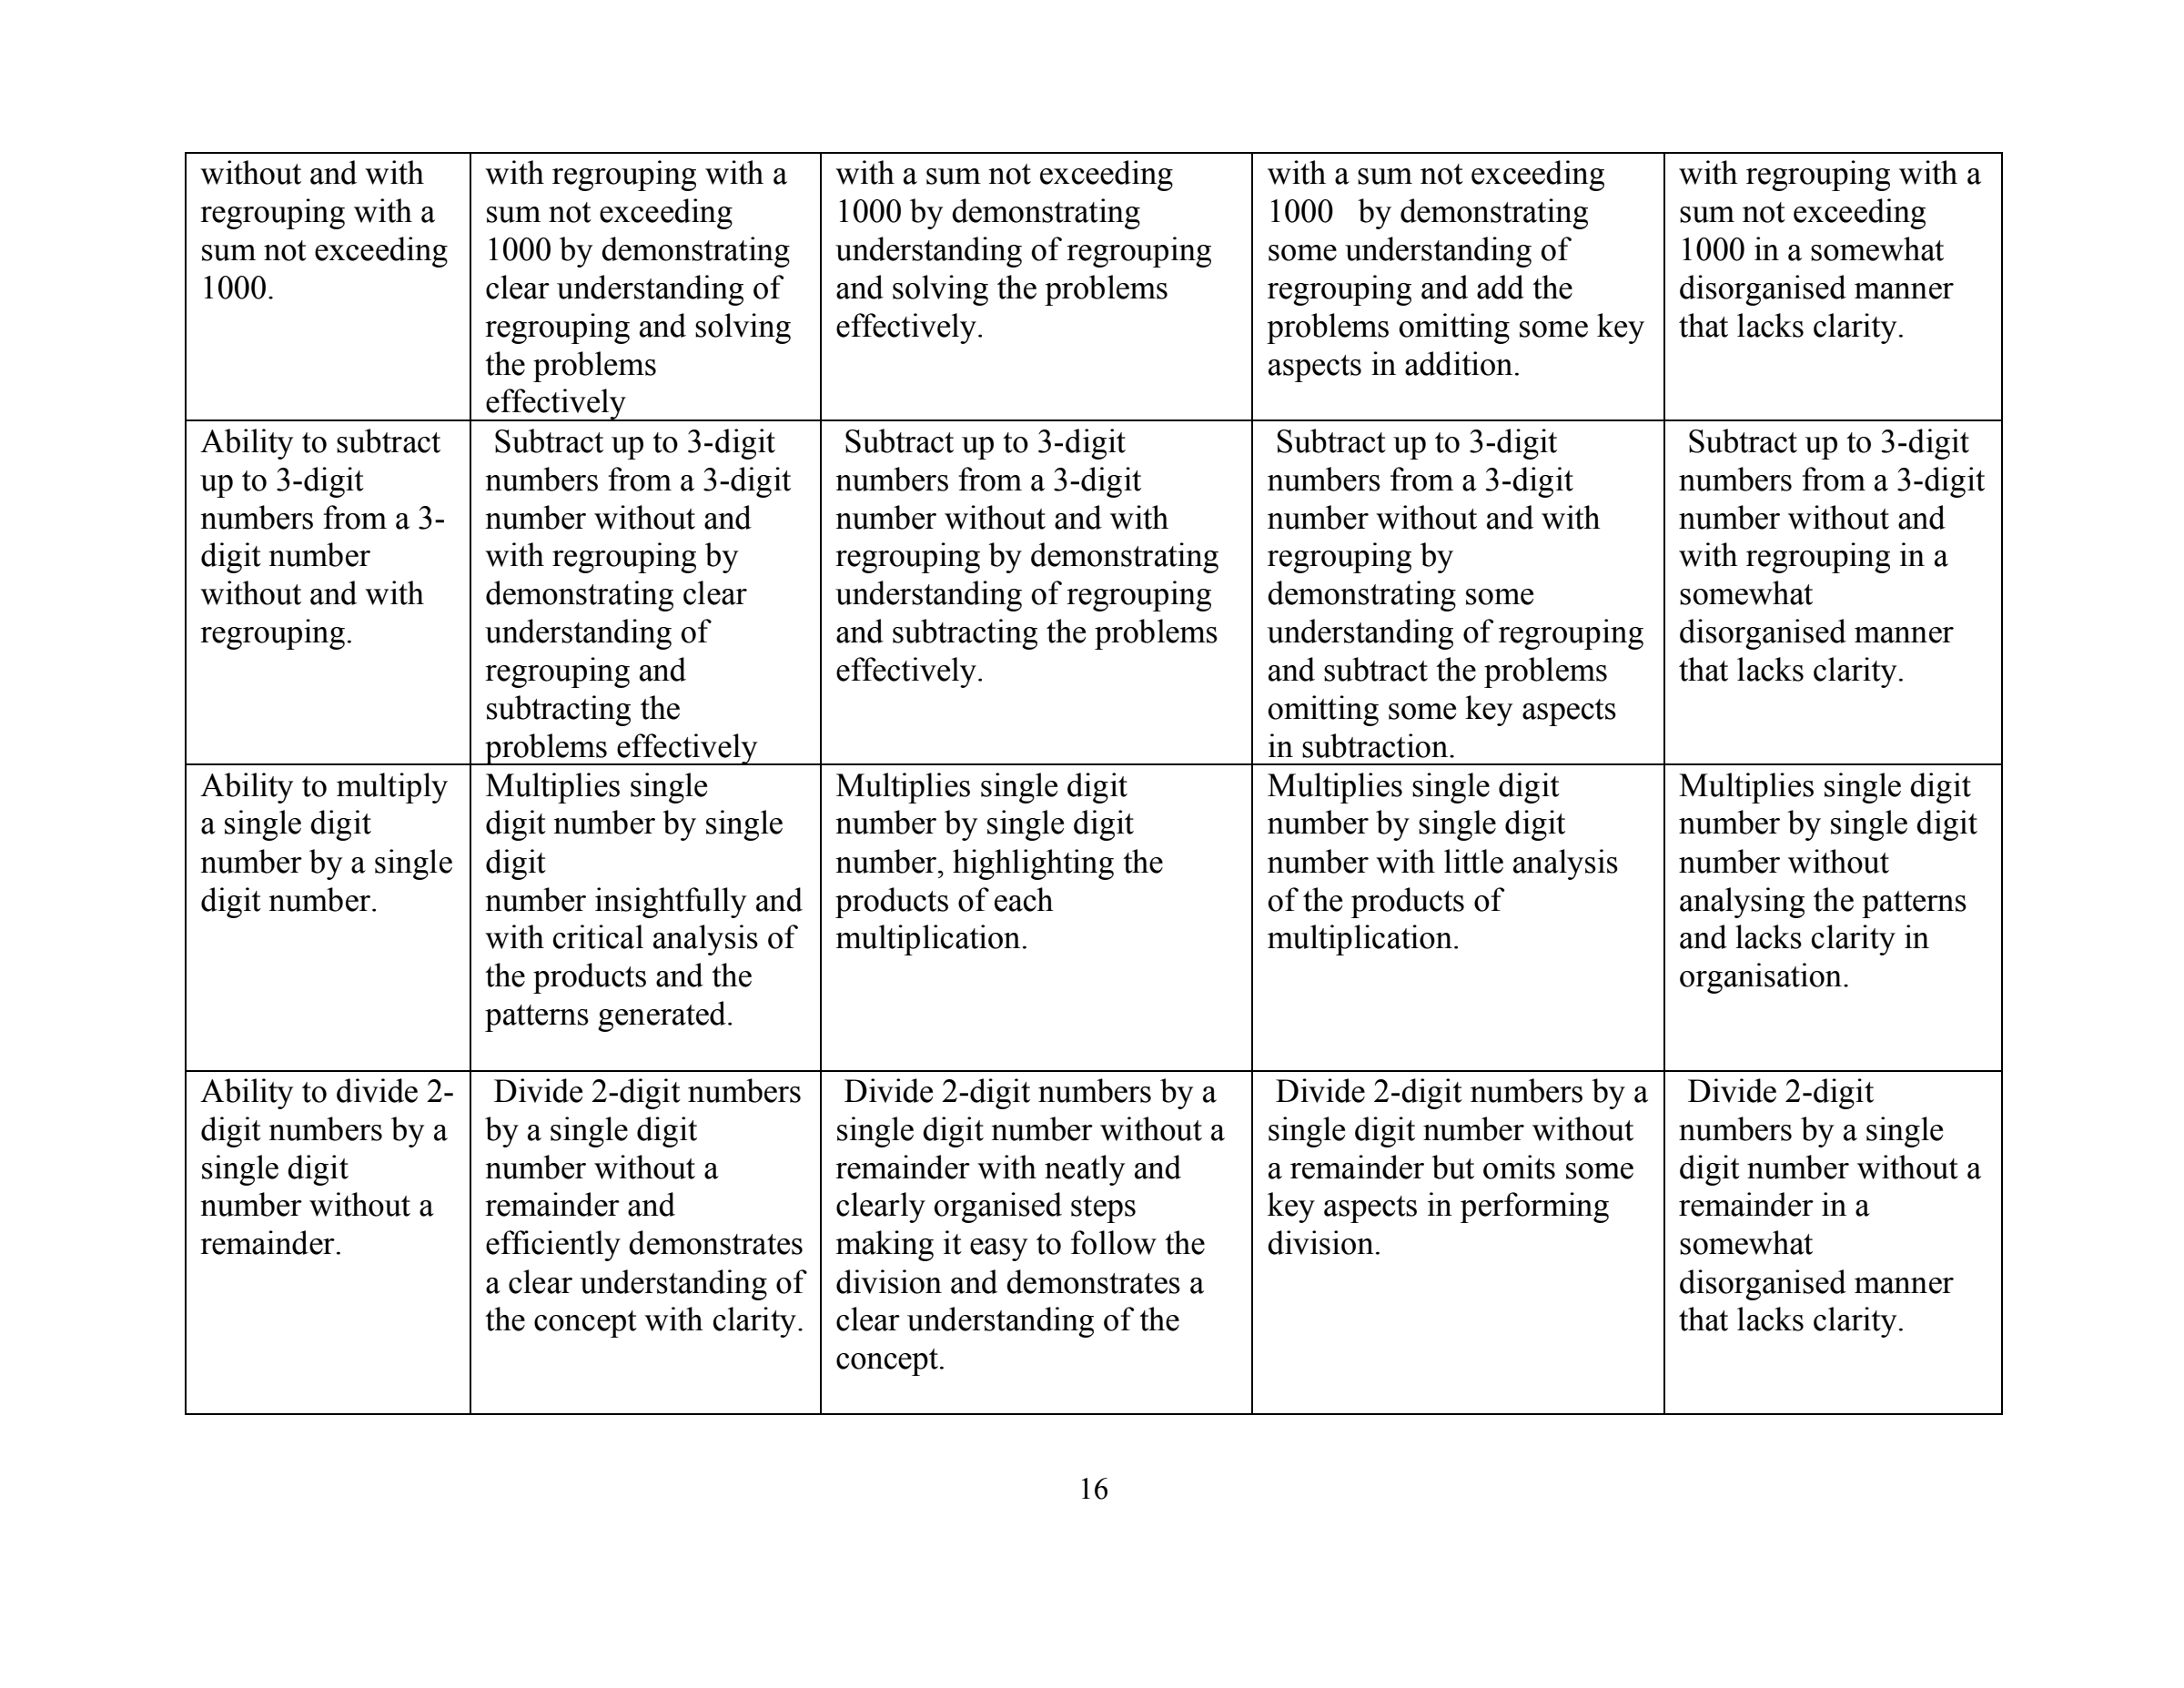 without and with
regrouping with a
sum not exceeding
1000.
with regrouping with a
sum not exceeding
1000 by demonstrating
clear understanding of
regrouping and solving
the problems
effectively
with a sum not exceeding
1000 by demonstrating
understanding of regrouping
and solving the problems
effectively.
with a sum not exceeding
1000   by demonstrating
some understanding of
regrouping and add the
problems omitting some key
aspects in addition.
with regrouping with a
sum not exceeding
1000 in a somewhat
disorganised manner
that lacks clarity.
Ability to subtract
up to 3-digit
numbers from a 3-
digit number
without and with
regrouping.
Subtract up to 3-digit
numbers from a 3-digit
number without and
with regrouping by
demonstrating clear
understanding of
regrouping and
subtracting the
problems effectively
Subtract up to 3-digit
numbers from a 3-digit
number without and with
regrouping by demonstrating
understanding of regrouping
and subtracting the problems
effectively.
Subtract up to 3-digit
numbers from a 3-digit
number without and with
regrouping by
demonstrating some
understanding of regrouping
and subtract the problems
omitting some key aspects
in subtraction.
Subtract up to 3-digit
numbers from a 3-digit
number without and
with regrouping in a
somewhat
disorganised manner
that lacks clarity.
Ability to multiply
a single digit
number by a single
digit number.
Multiplies single
digit number by single
digit
number insightfully and
with critical analysis of
the products and the
patterns generated.
Multiplies single digit
number by single digit
number, highlighting the
products of each
multiplication.
Multiplies single digit
number by single digit
number with little analysis
of the products of
multiplication.
Multiplies single digit
number by single digit
number without
analysing the patterns
and lacks clarity in
organisation.
Ability to divide 2-
digit numbers by a
single digit
number without a
remainder.
Divide 2-digit numbers
by a single digit
number without a
remainder and
efficiently demonstrates
a clear understanding of
the concept with clarity.
Divide 2-digit numbers by a
single digit number without a
remainder with neatly and
clearly organised steps
making it easy to follow the
division and demonstrates a
clear understanding of the
concept.
Divide 2-digit numbers by a
single digit number without
a remainder but omits some
key aspects in performing
division.
Divide 2-digit
numbers by a single
digit number without a
remainder in a
somewhat
disorganised manner
that lacks clarity.
16